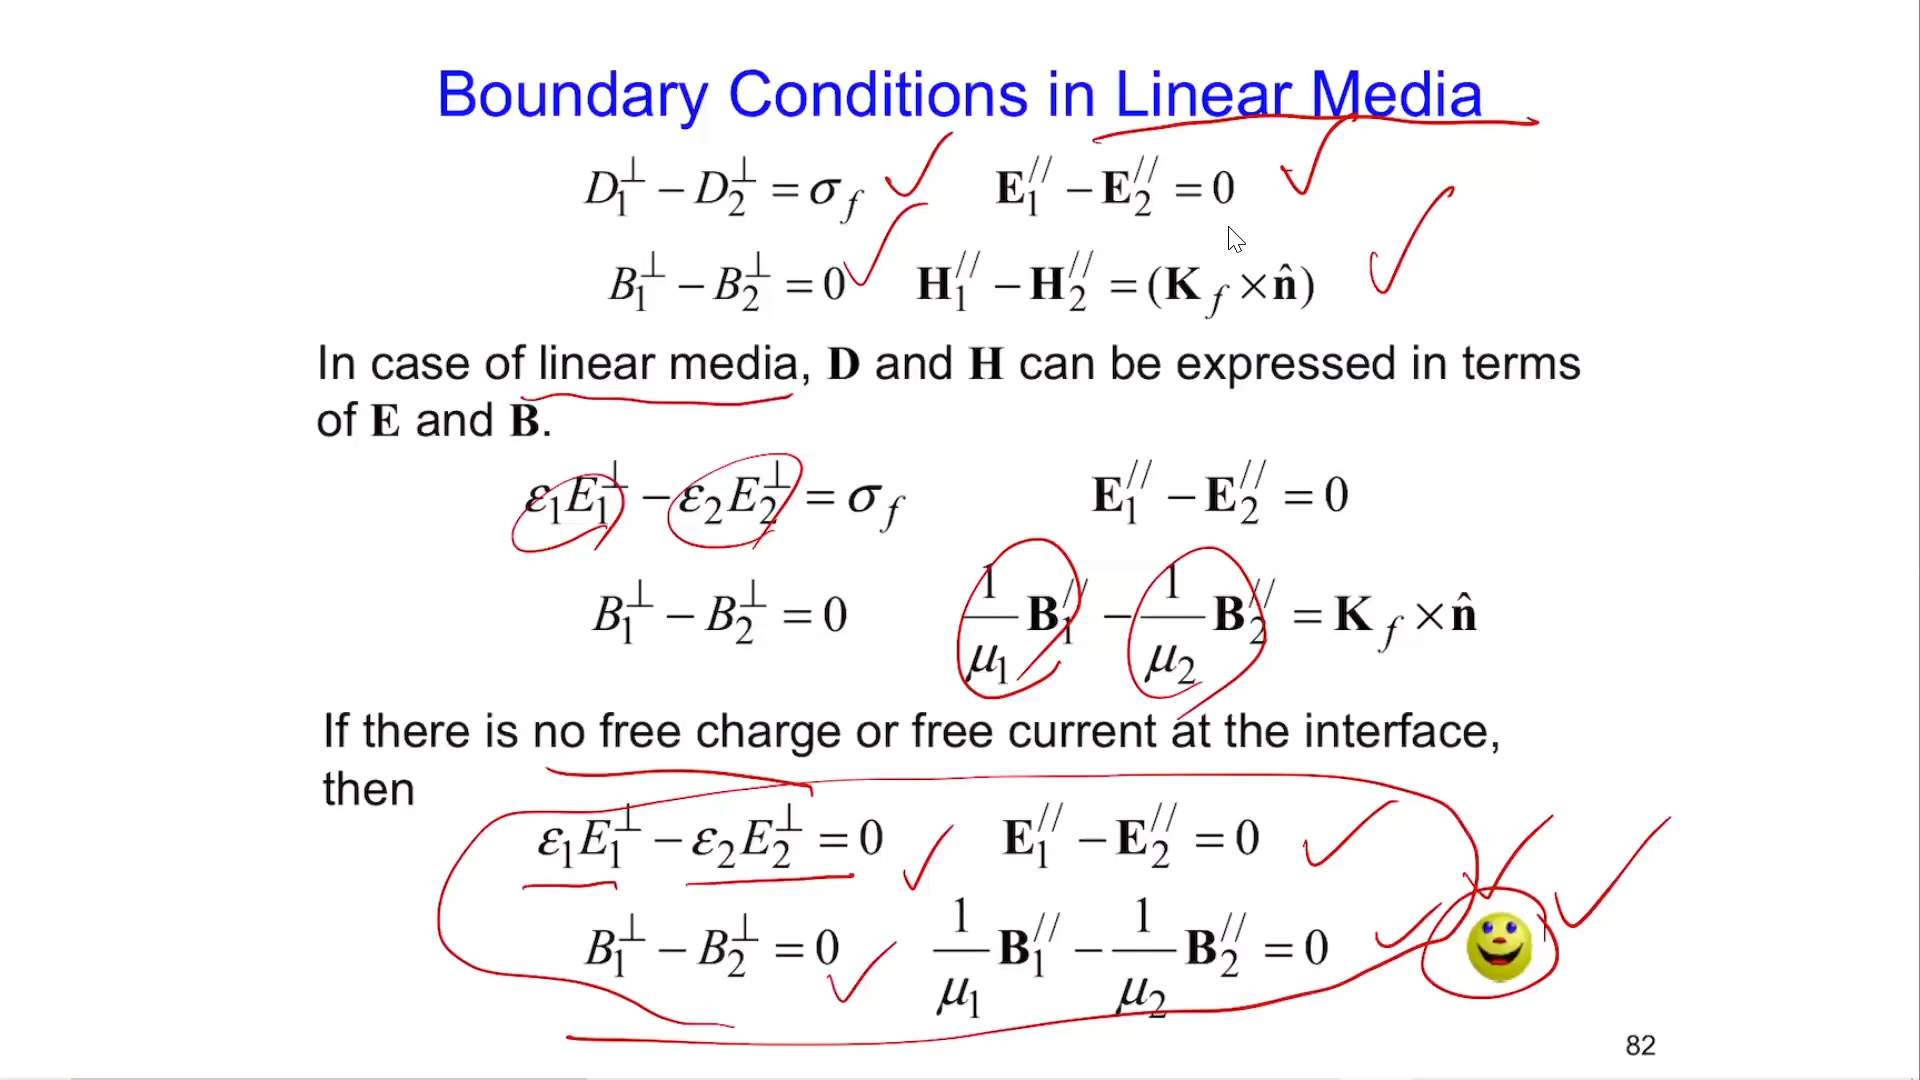 Boundary Conditions in Linear Media
D₁^⊥ − D₂^⊥ = σ_f    𝐄₁^// − 𝐄₂^// = 0
B₁^⊥ − B₂^⊥ = 0    𝐇₁^// − 𝐇₂^// = (𝐊_f × n̂)
In case of linear media, D and H can be expressed in terms
of E and B.
ε₁E₁^⊥ − ε₂E₂^⊥ = σ_f    𝐄₁^// − 𝐄₂^// = 0
B₁^⊥ − B₂^⊥ = 0    1/μ₁ 𝐁₁^// − 1/μ₂ 𝐁₂^// = 𝐊_f × n̂
If there is no free charge or free current at the interface,
then
ε₁E₁^⊥ − ε₂E₂^⊥ = 0    𝐄₁^// − 𝐄₂^// = 0
B₁^⊥ − B₂^⊥ = 0    1/μ₁ 𝐁₁^// − 1/μ₂ 𝐁₂^// = 0
82